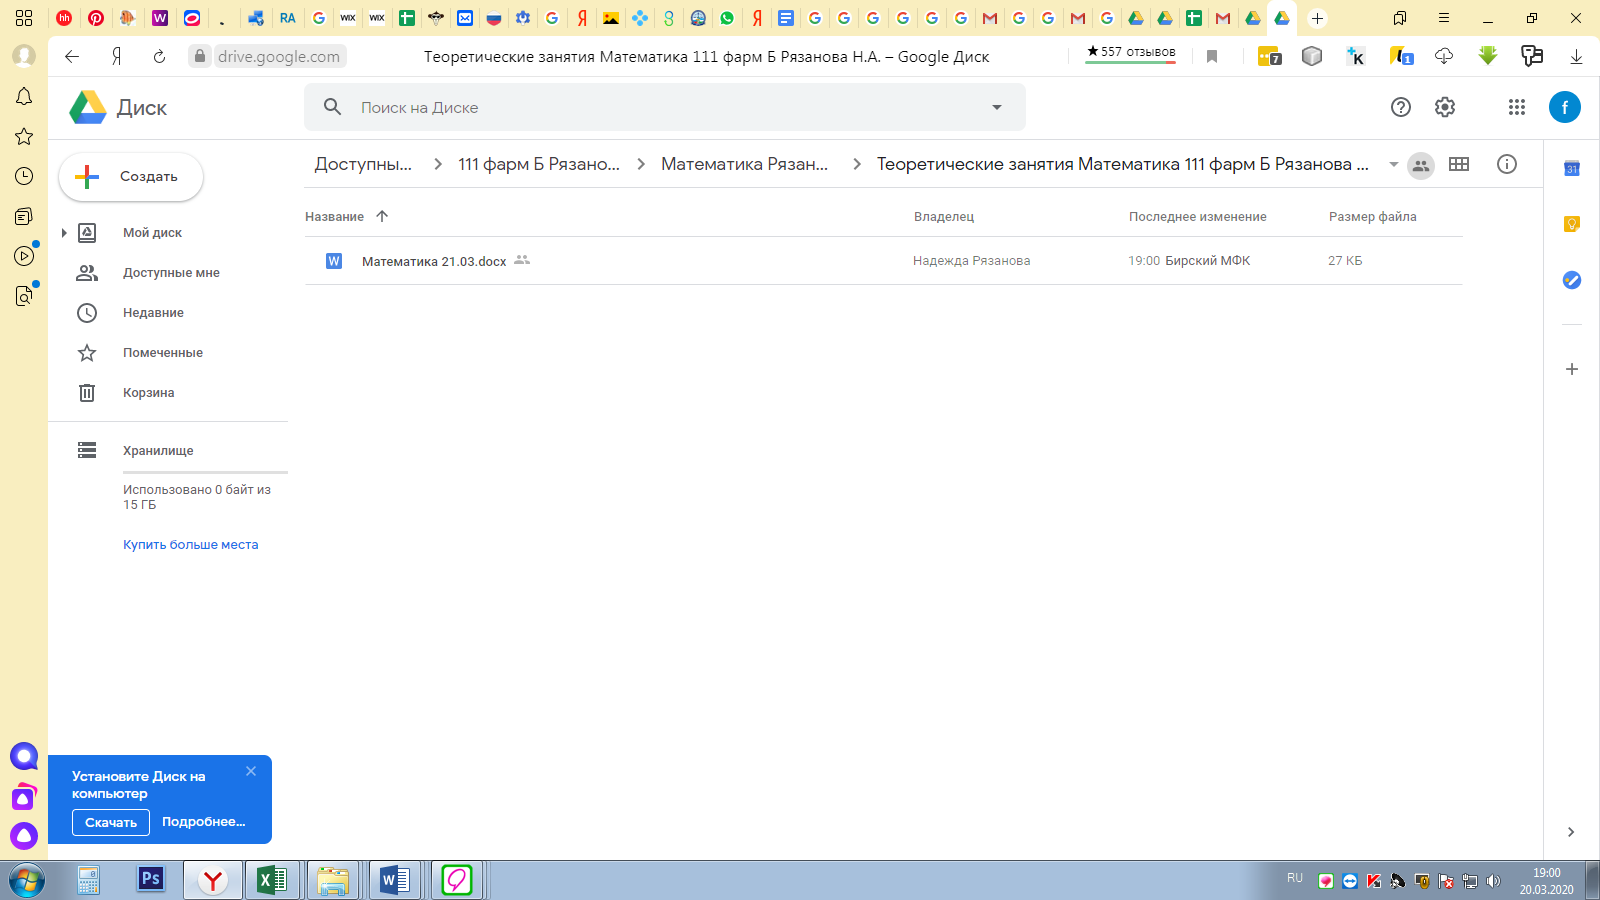 drive.google.com
Теоретические занятия Математика 111 фарм Б Рязанова Н.А. – Google Диск
★557 отзывов
7
K
1
Диск
Поиск на Диске
f
Создать
Доступны...
111 фарм Б Рязано...
Математика Рязан...
Теоретические занятия Математика 111 фарм Б Рязанова ...
Название
Владелец
Последнее изменение
Размер файла
Математика 21.03.docx
Надежда Рязанова
19:00 Бирский МФК
27 КБ
Мой диск
Доступные мне
Недавние
Помеченные
Корзина
Хранилище
Использовано 0 байт из
15 ГБ
Купить больше места
Установите Диск на
компьютер
Скачать
Подробнее...
RU
19:00
20.03.2020